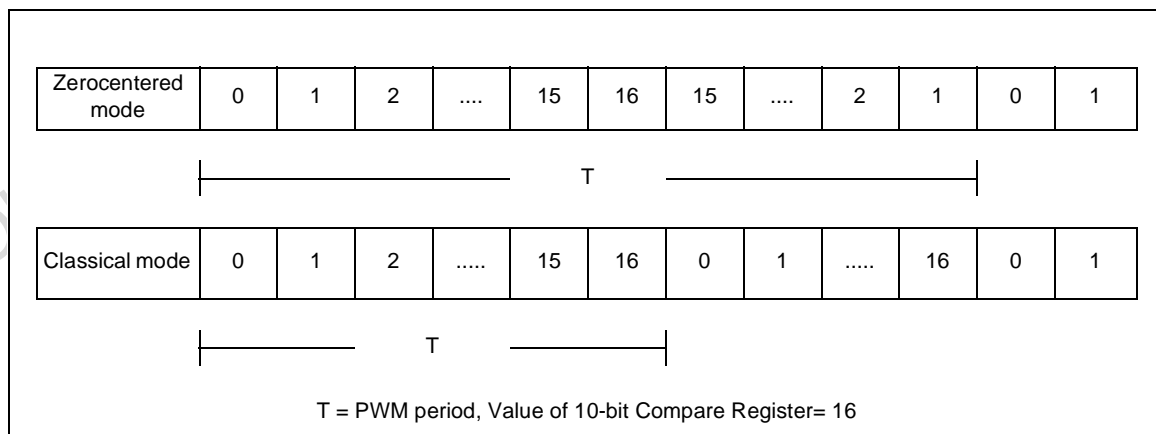 Zerocentered
mode 0 1 2 .... 15 16 15 .... 2 1 0 1
T
Classical mode 0 1 2 ..... 15 16 0 1 ..... 16 0 1
T
T = PWM period, Value of 10-bit Compare Register= 16